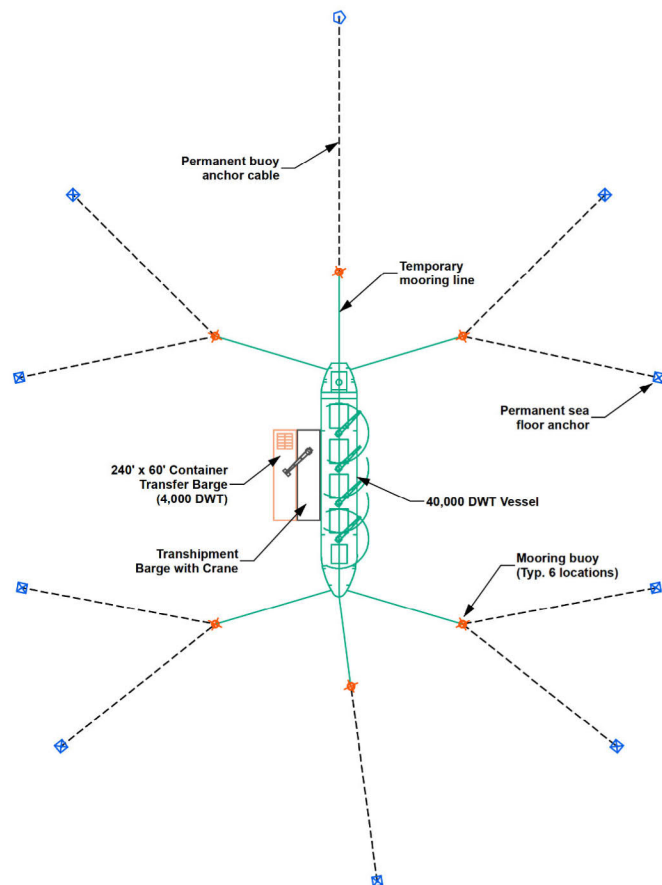 Permanent buoy
anchor cable
Temporary
mooring line
Permanent sea
floor anchor
240' x 60' Container
Transfer Barge
(4,000 DWT)
40,000 DWT Vessel
Transhipment
Barge with Crane
Mooring buoy
(Typ. 6 locations)